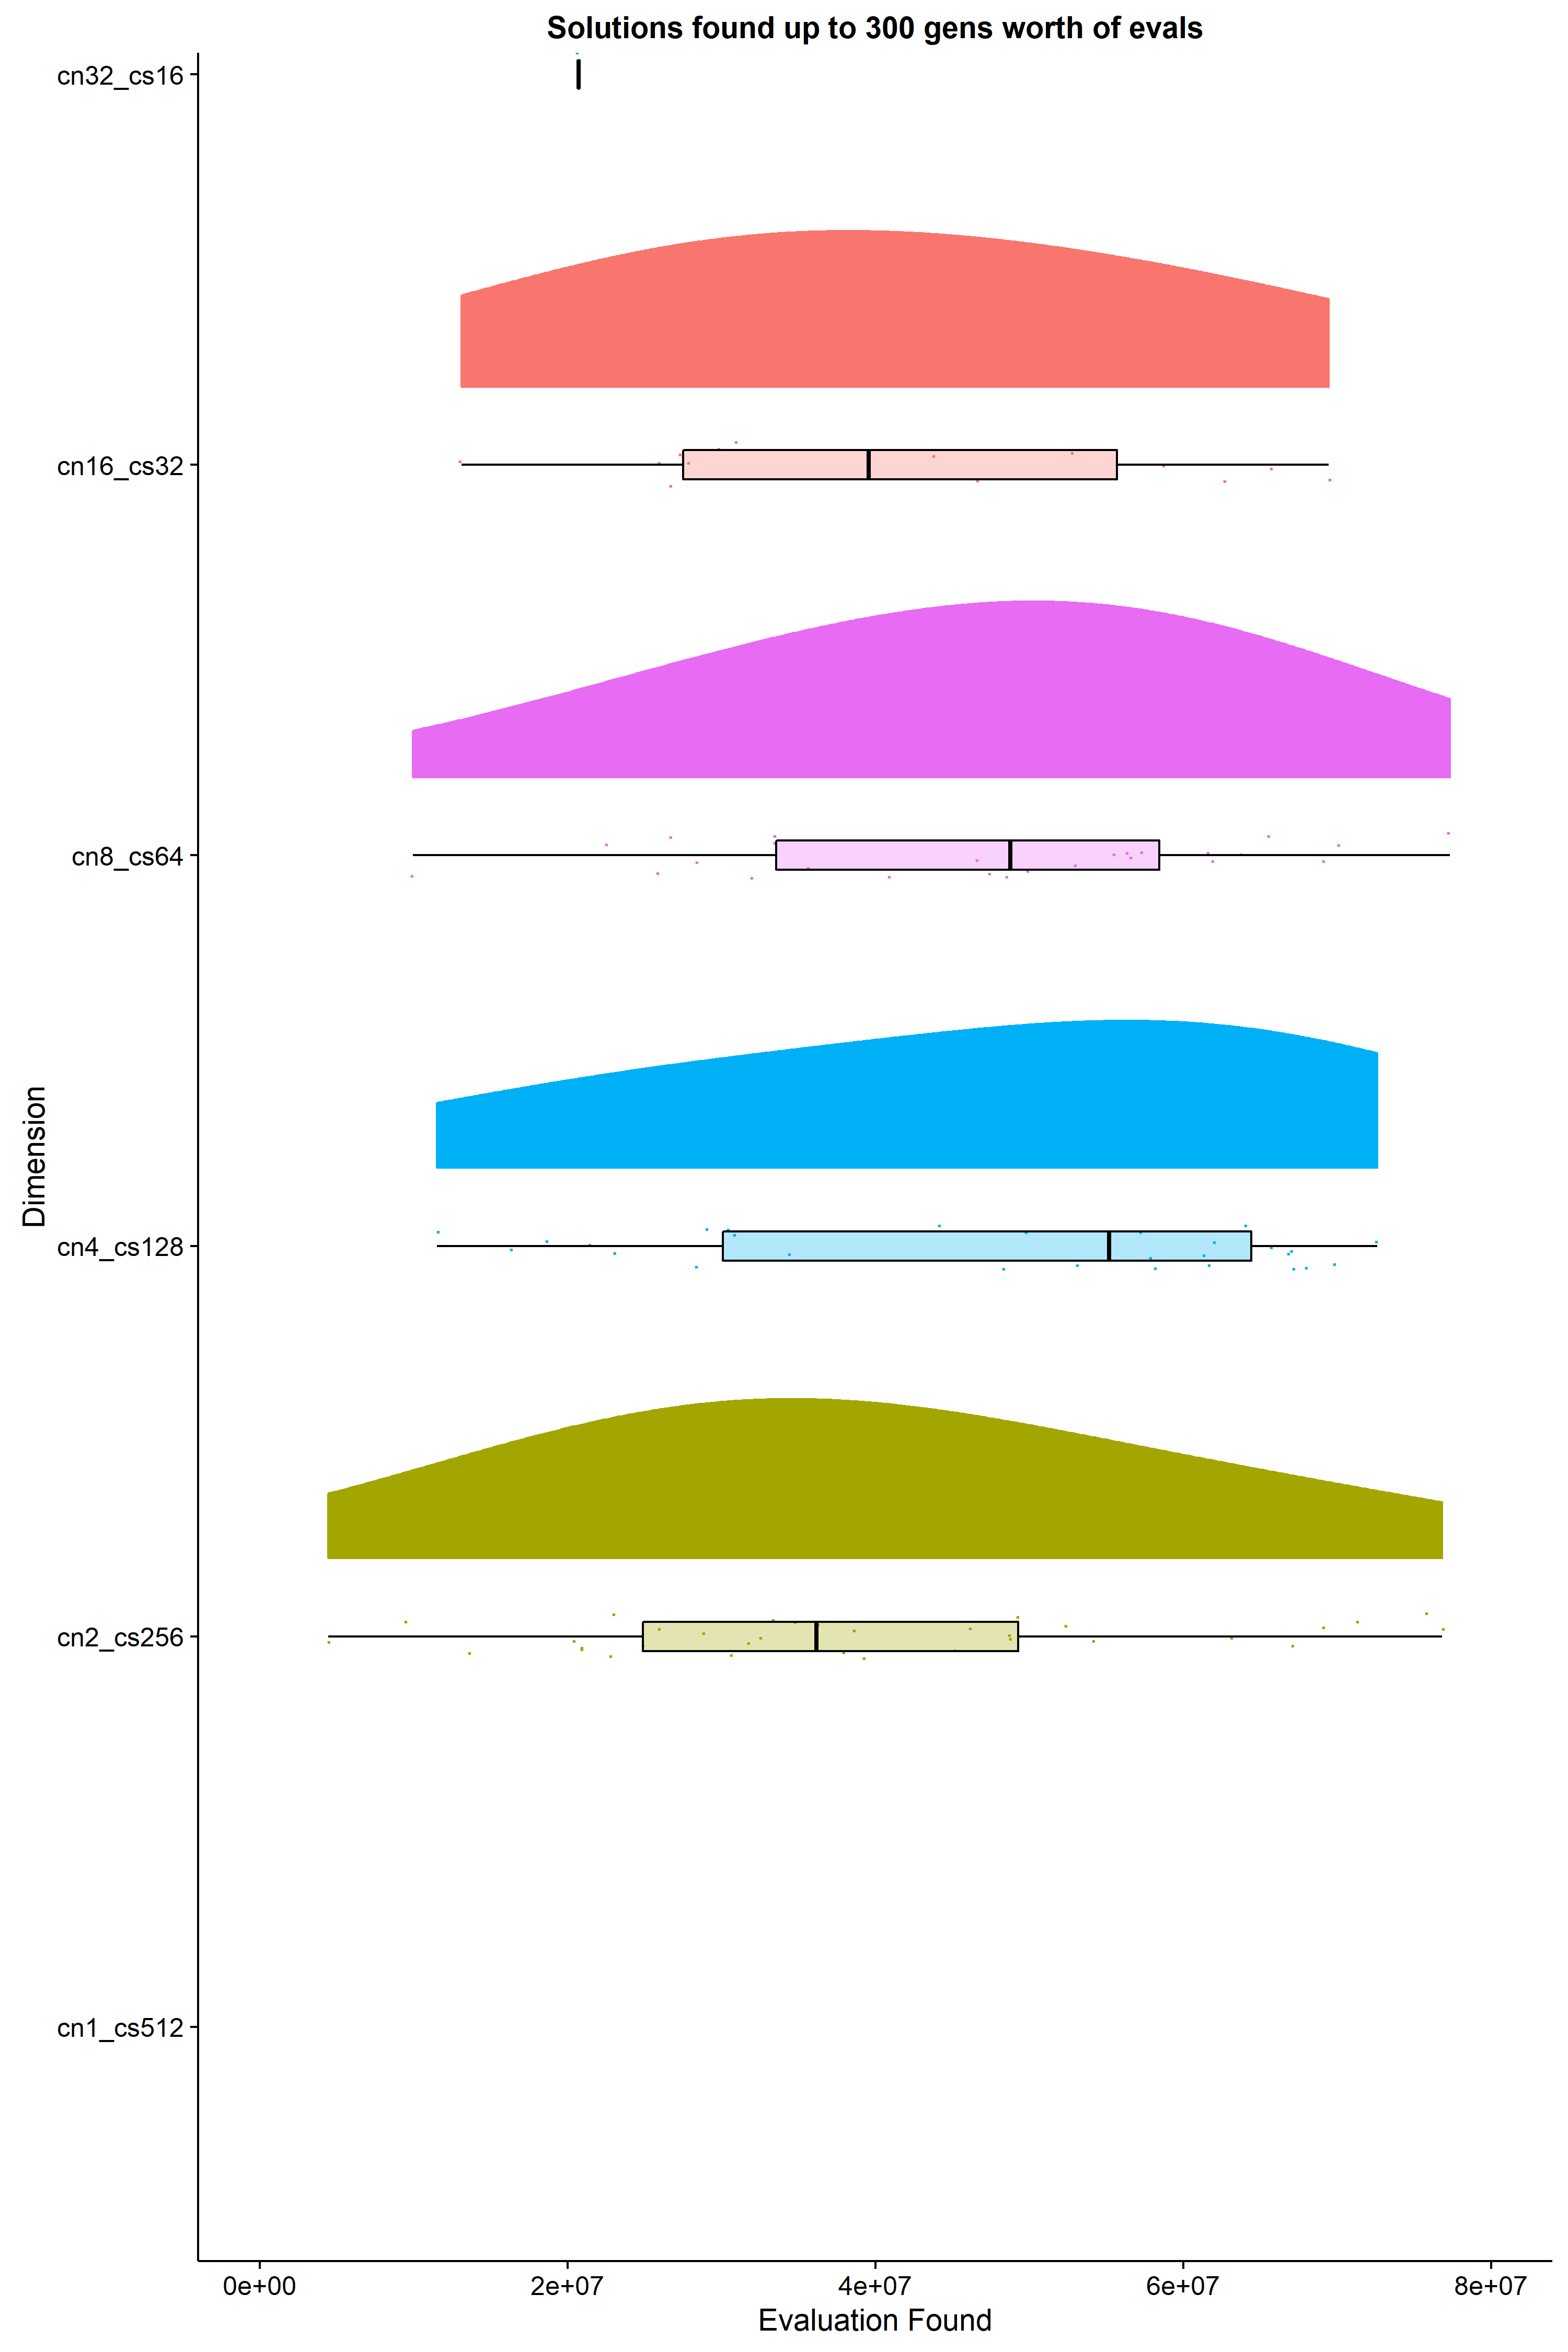 Solutions found up to 300 gens worth of evals
cn32_cs16
cn16_cs32
cn8_cs64
cn4_cs128
cn2_cs256
cn1_cs512
Dimension
0e+00 2e+07 4e+07 6e+07 8e+07
Evaluation Found